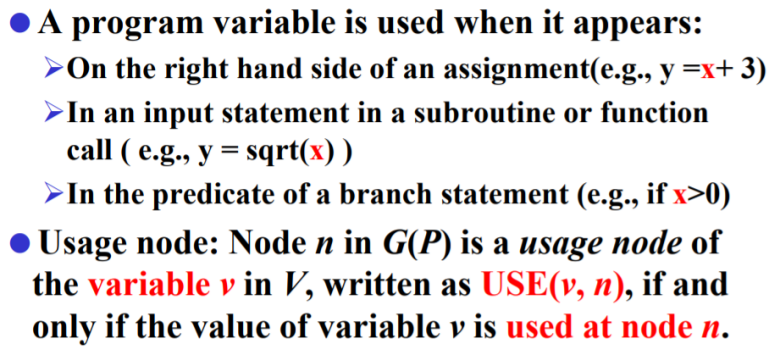 ● A program variable is used when it appears:
➢On the right hand side of an assignment(e.g., y =x+ 3)
➢In an input statement in a subroutine or function
call ( e.g., y = sqrt(x) )
➢In the predicate of a branch statement (e.g., if x>0)
● Usage node: Node n in G(P) is a usage node of
the variable v in V, written as USE(v, n), if and
only if the value of variable v is used at node n.